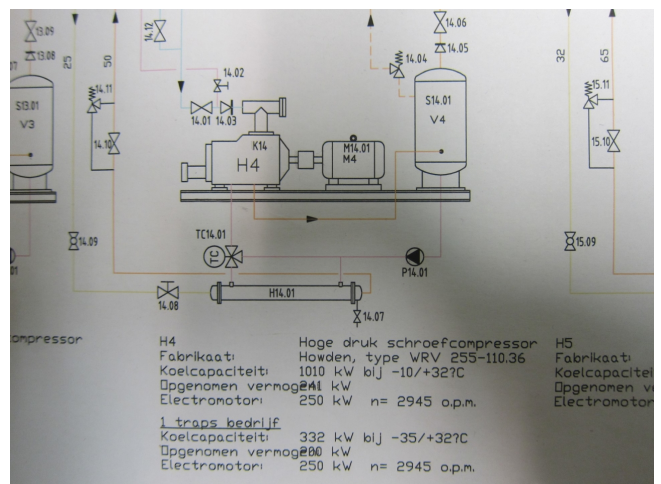 13.09
14.12
14.06
25
50
32
65
13.08
14.05
14.04
14.02
14.11
15.11
S13.01
V3
14.01
14.03
S14.01
V4
K14
H4
M14.01
M4
14.10
15.10
14.09
TC14.01
TC
15.09
P14.01
H14.01
14.08
14.07
ompressor
H4 Hoge druk schroefcompressor
Fabrikaat: Howden, type WRV 255-110.36
Koelcapaciteit: 1010 kW bij -10/+32?C
Opgenomen vermogen: 241 kW
Electromotor: 250 kW n= 2945 o.p.m.
1 traps bedrijf
Koelcapaciteit: 332 kW bij -35/+32?C
Opgenomen vermogen: 200 kW
Electromotor: 250 kW n= 2945 o.p.m.
H5
Fabrikaat:
Koelcapacitei
Opgenomen ve
Electromotor